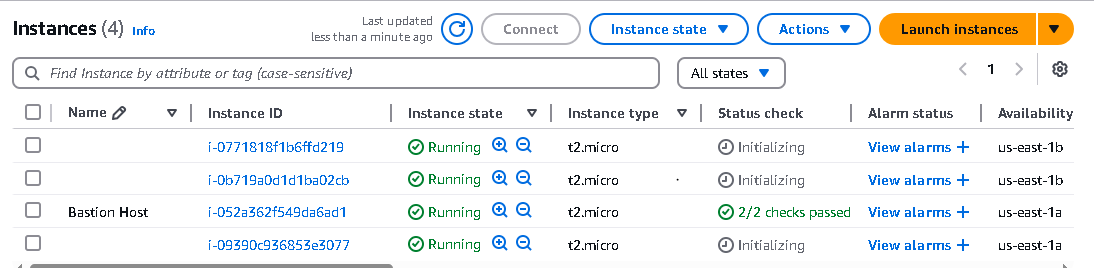 Instances (4) Info Last updated less than a minute ago Connect Instance state Actions Launch instances
Find Instance by attribute or tag (case-sensitive) All states 1
Name Instance ID Instance state Instance type Status check Alarm status Availability
i-0771818f1b6ffd219 Running t2.micro Initializing View alarms + us-east-1b
i-0b719a0d1d1ba02cb Running t2.micro Initializing View alarms + us-east-1b
Bastion Host i-052a362f549da6ad1 Running t2.micro 2/2 checks passed View alarms + us-east-1a
i-09390c936853e3077 Running t2.micro Initializing View alarms + us-east-1a